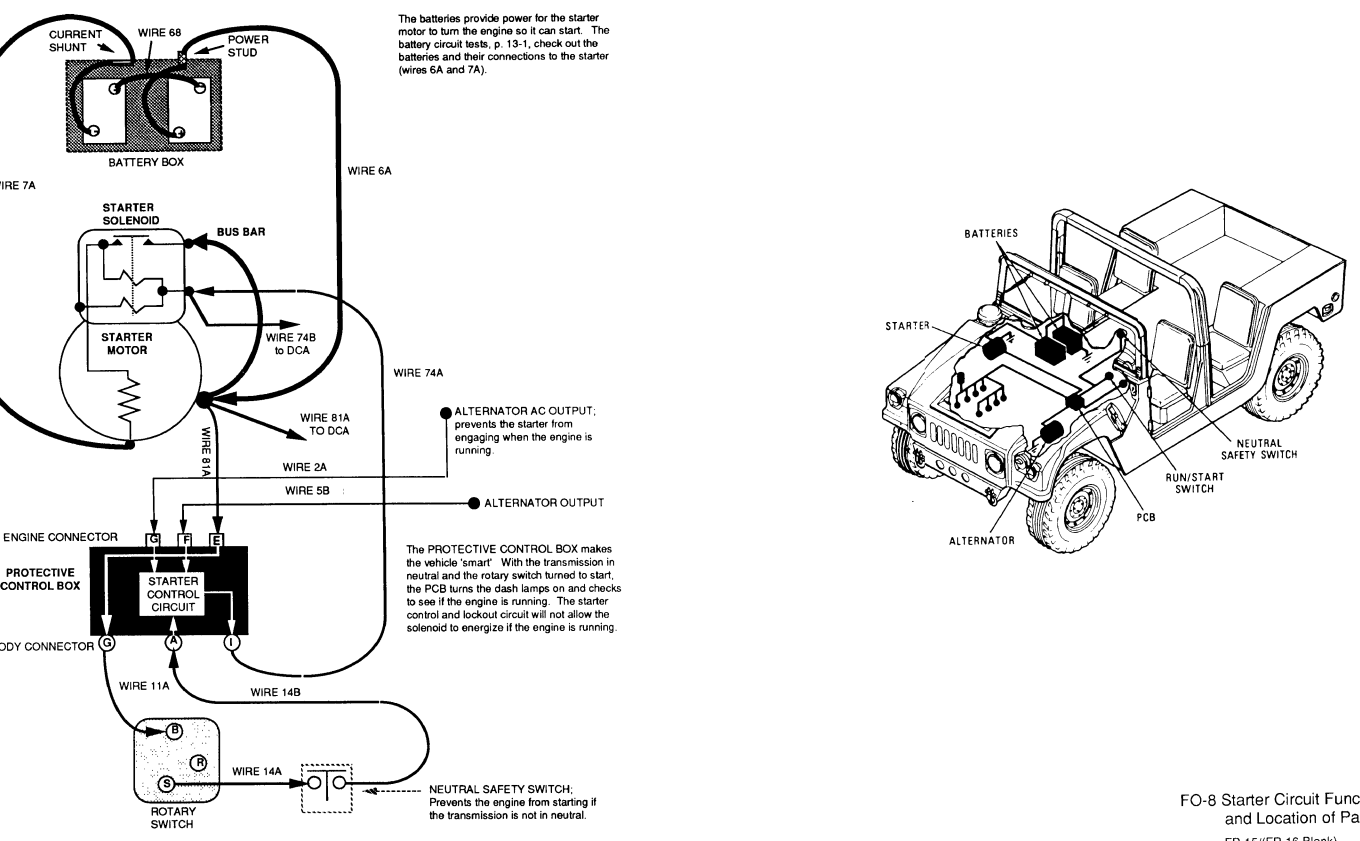 CURRENT
SHUNT
WIRE 68
POWER
STUD
The batteries provide power for the starter
motor to turn the engine so it can start. The
battery circuit tests, p. 13-1, check out the
batteries and their connections to the starter
(wires 6A and 7A).
BATTERY BOX
WIRE 6A
IRE 7A
STARTER
SOLENOID
BUS BAR
STARTER
MOTOR
WIRE 74B
to DCA
WIRE 74A
WIRE 81A
TO DCA
WIRE 81A
ALTERNATOR AC OUTPUT;
prevents the starter from
engaging when the engine is
running.
WIRE 2A
WIRE 5B
ALTERNATOR OUTPUT
ENGINE CONNECTOR
G
F
E
PROTECTIVE
CONTROL BOX
STARTER
CONTROL
CIRCUIT
The PROTECTIVE CONTROL BOX makes
the vehicle 'smart' With the transmission in
neutral and the rotary switch turned to start,
the PCB turns the dash lamps on and checks
to see if the engine is running. The starter
control and lockout circuit will not allow the
solenoid to energize if the engine is running.
ODY CONNECTOR
G
A
I
WIRE 11A
WIRE 14B
B
R
S
WIRE 14A
ROTARY
SWITCH
NEUTRAL SAFETY SWITCH;
Prevents the engine from starting if
the transmission is not in neutral.
BATTERIES
STARTER
NEUTRAL
SAFETY SWITCH
RUN/START
SWITCH
PCB
ALTERNATOR
FO-8 Starter Circuit Func
and Location of Pa